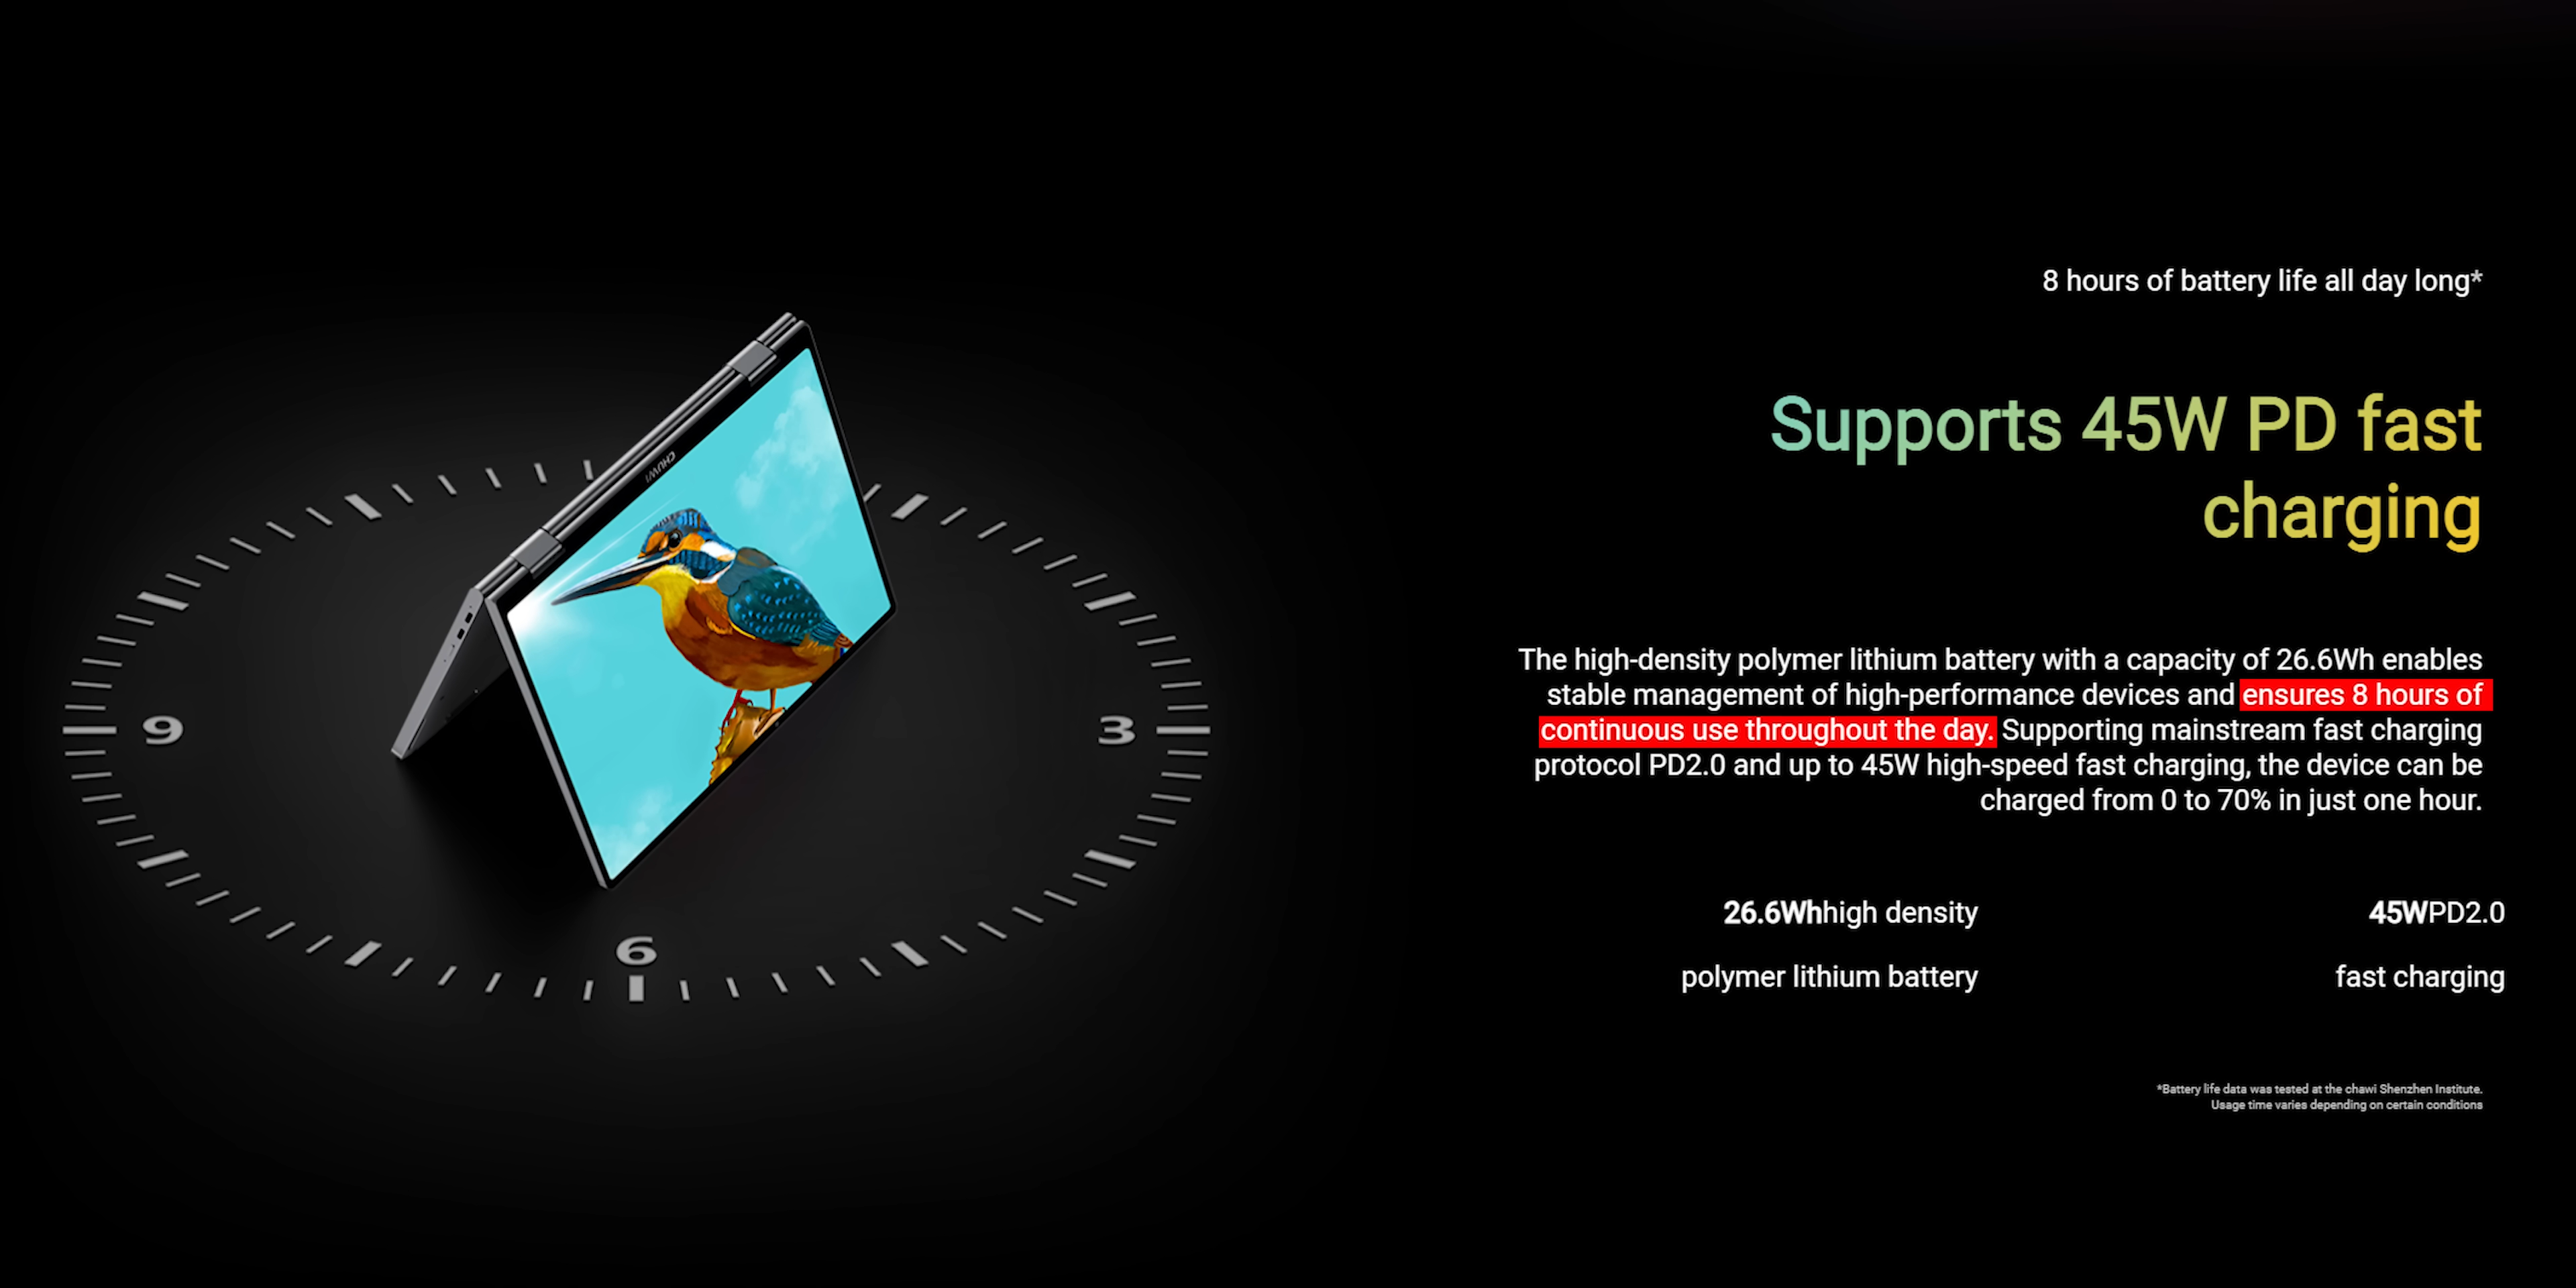 8 hours of battery life all day long*
Supports 45W PD fast
charging
The high-density polymer lithium battery with a capacity of 26.6Wh enables
stable management of high-performance devices and ensures 8 hours of
continuous use throughout the day. Supporting mainstream fast charging
protocol PD2.0 and up to 45W high-speed fast charging, the device can be
charged from 0 to 70% in just one hour.
26.6Whhigh density
polymer lithium battery
45WPD2.0
fast charging
*Battery life data was tested at the chawi Shenzhen Institute.
Usage time varies depending on certain conditions
CHUWI
9
3
6